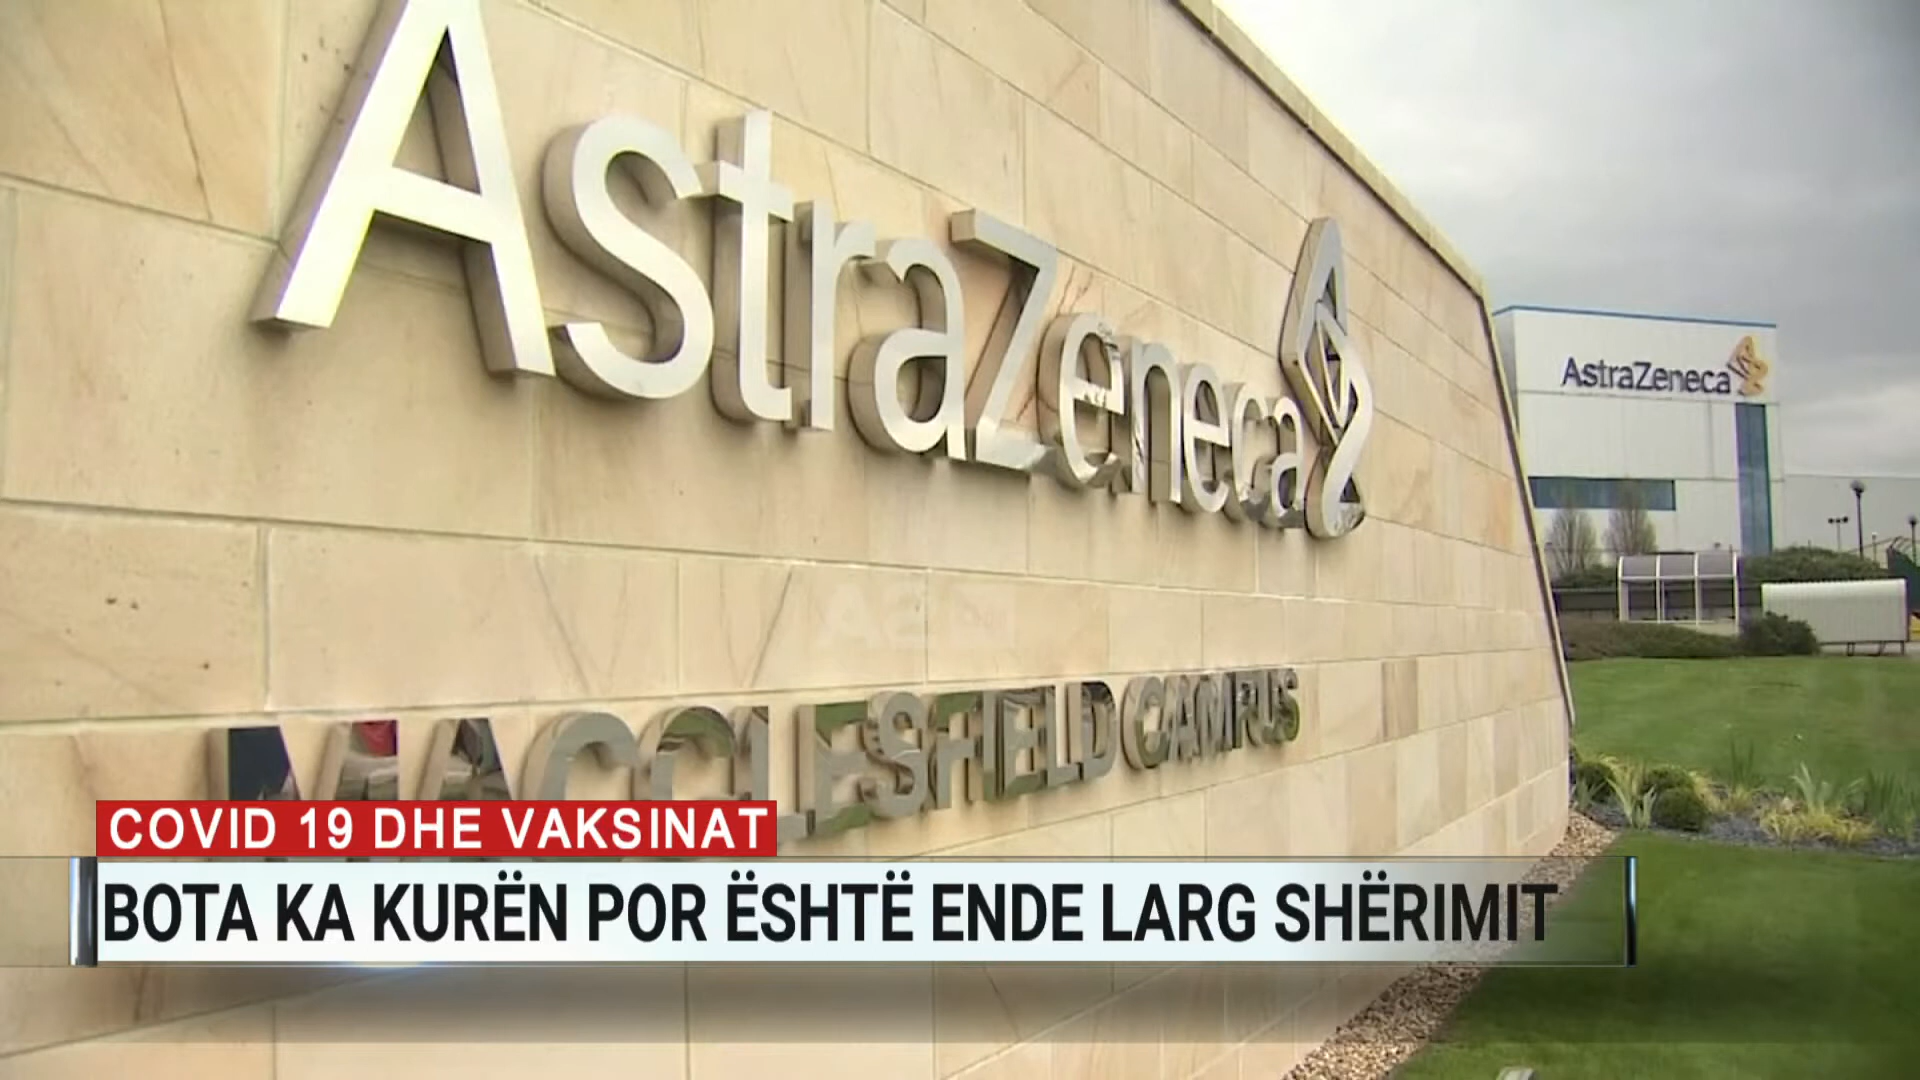 AstraZeneca
AstraZeneca
MACCLESFIELD CAMPUS
COVID 19 DHE VAKSINAT
BOTA KA KURËN POR ËSHTË ENDE LARG SHËRIMIT